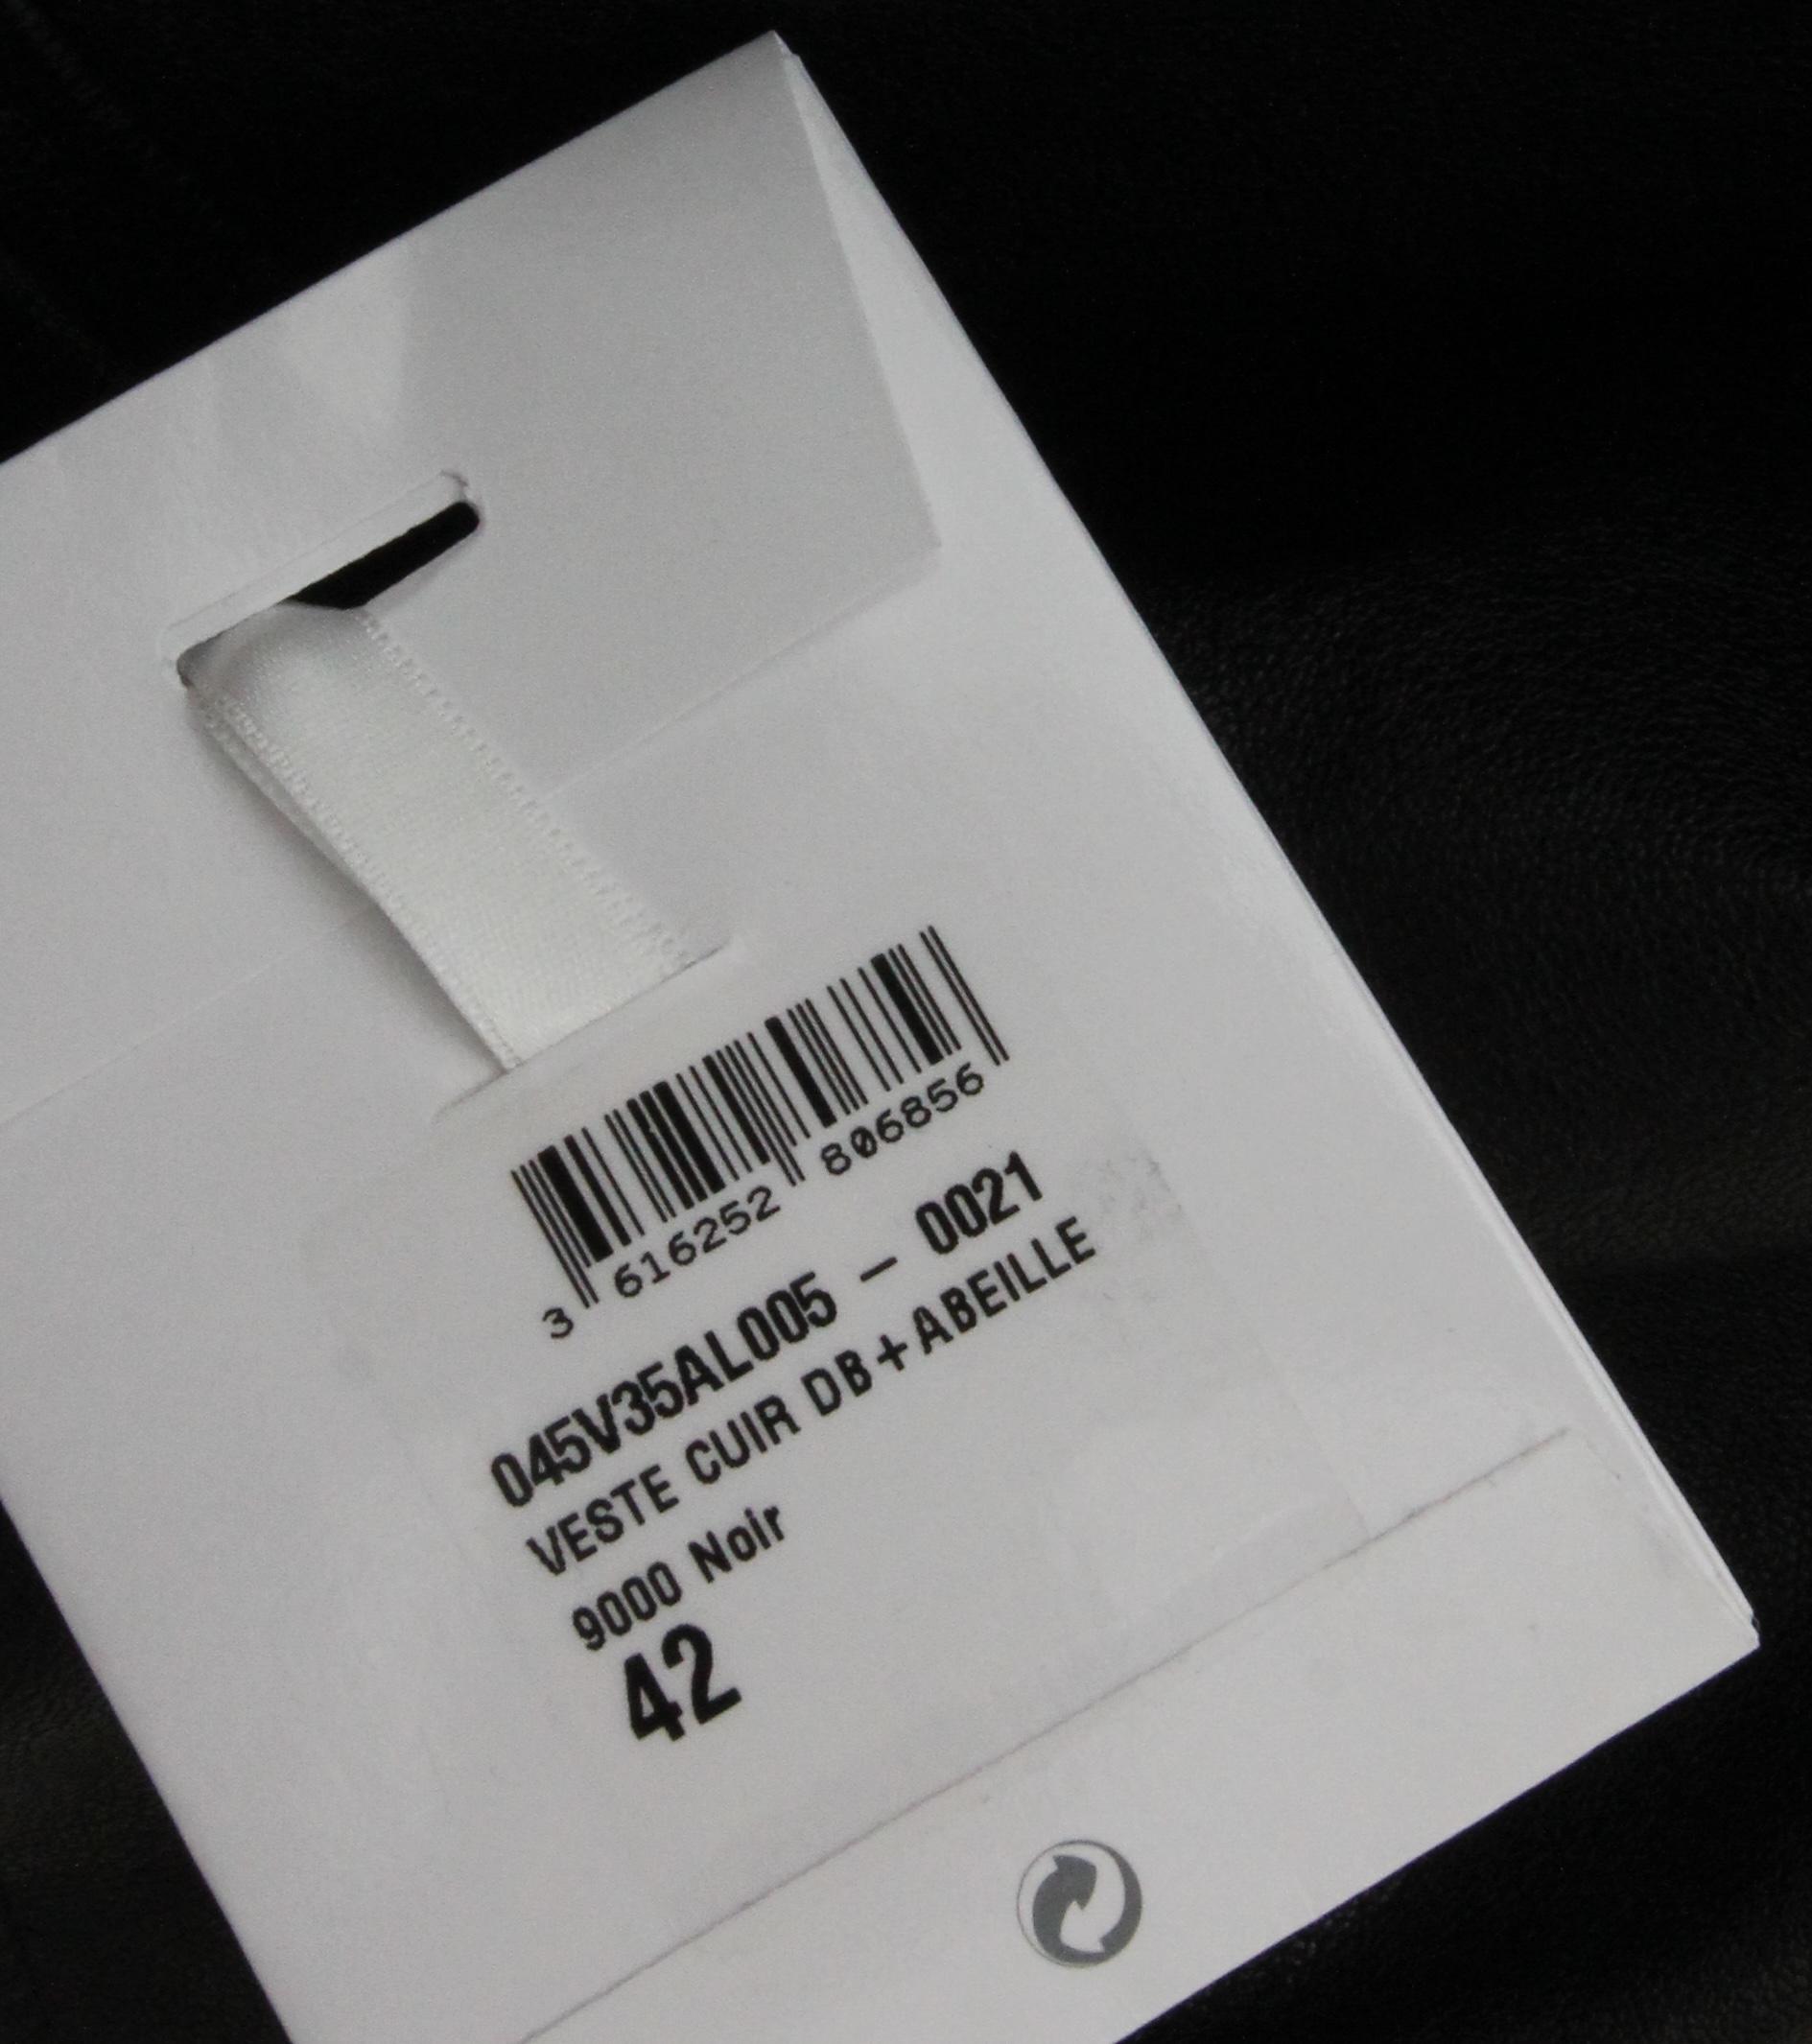 3 616252 806856
045V35AL005 - 0021
VESTE CUIR DB+ABEILLE
9000 Noir
42